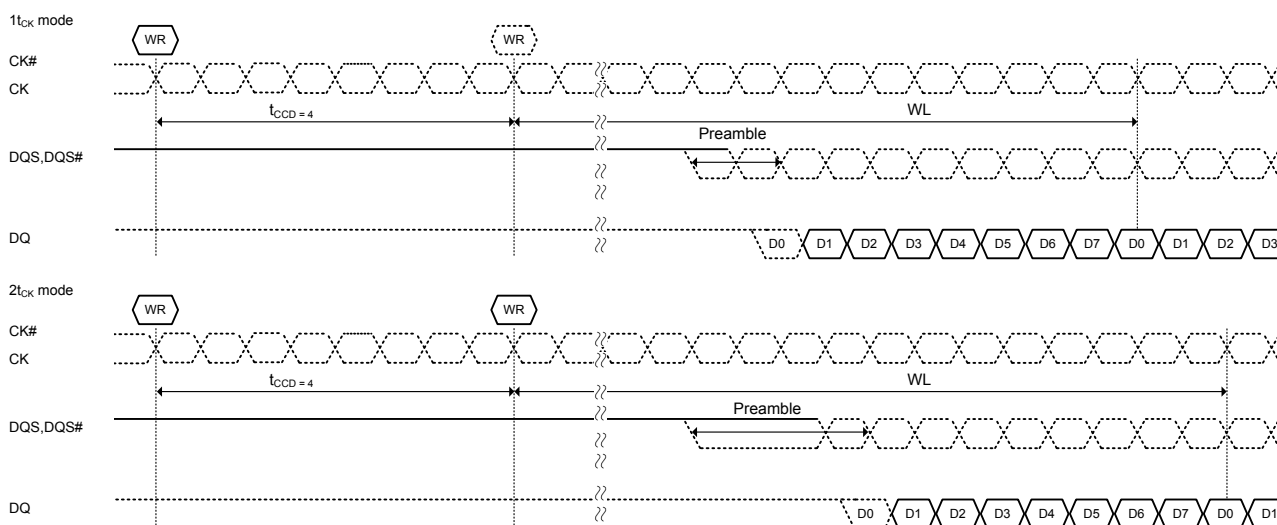 1tCK mode
WR WR
CK#
CK
tCCD = 4 WL
Preamble
DQS,DQS#
DQ D0 D1 D2 D3 D4 D5 D6 D7 D0 D1 D2 D3
2tCK mode
WR WR
CK#
CK
tCCD = 4 WL
Preamble
DQS,DQS#
DQ D0 D1 D2 D3 D4 D5 D6 D7 D0 D1